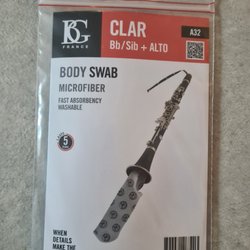 BG
FRANCE
CLAR
Bb/Sib + ALTO
A32
BODY SWAB
MICROFIBER
FAST ABSORBENCY
WASHABLE
5
WHEN
DETAILS
MAKE THE